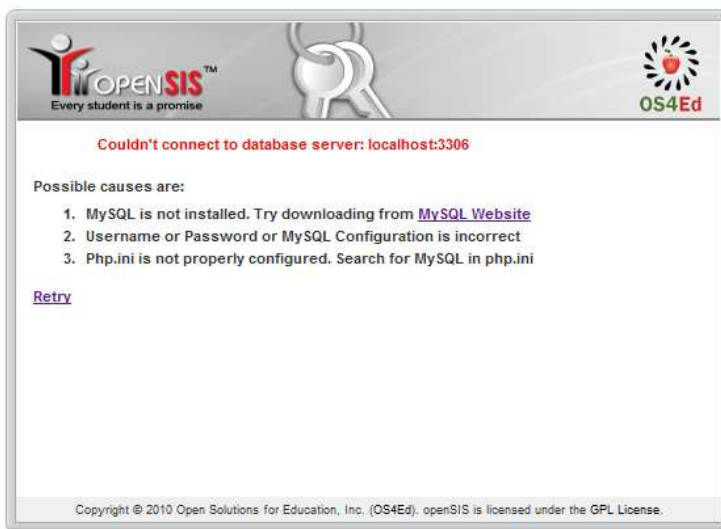 OPENSIS™
Every student is a promise
OS4Ed
Couldn't connect to database server: localhost:3306
Possible causes are:
1. MySQL is not installed. Try downloading from MySQL Website
2. Username or Password or MySQL Configuration is incorrect
3. Php.ini is not properly configured. Search for MySQL in php.ini
Retry
Copyright © 2010 Open Solutions for Education, Inc. (OS4Ed). openSIS is licensed under the GPL License.